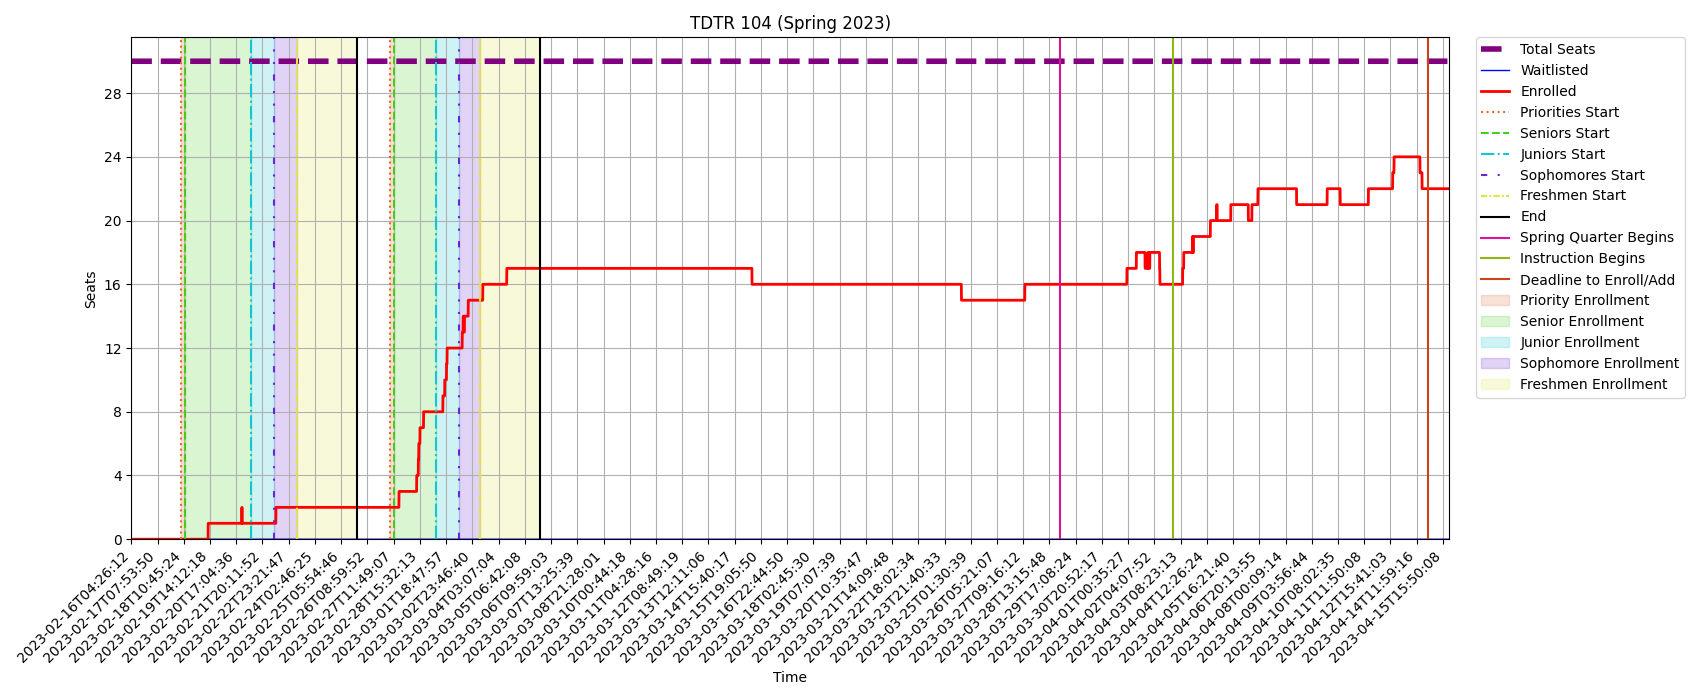 TDTR 104 (Spring 2023)
Seats
28
24
20
16
12
8
4
0
2023-02-16T04:26:12
2023-02-17T07:53:50
2023-02-18T10:45:24
2023-02-19T14:12:18
2023-02-20T17:04:36
2023-02-21T20:11:52
2023-02-22T23:21:47
2023-02-24T02:46:25
2023-02-25T05:54:46
2023-02-26T08:59:52
2023-02-27T11:49:07
2023-02-28T15:32:13
2023-03-01T18:47:57
2023-03-02T23:46:40
2023-03-04T03:07:04
2023-03-05T06:42:08
2023-03-06T09:59:03
2023-03-07T13:25:39
2023-03-08T21:28:01
2023-03-10T00:44:18
2023-03-11T04:28:16
2023-03-12T08:49:19
2023-03-13T12:11:06
2023-03-14T15:40:17
2023-03-15T19:05:50
2023-03-16T22:44:50
2023-03-18T02:45:30
2023-03-19T07:07:39
2023-03-20T10:35:47
2023-03-21T14:09:48
2023-03-22T18:02:34
2023-03-23T21:40:33
2023-03-25T01:30:39
2023-03-26T05:21:07
2023-03-27T09:16:12
2023-03-28T13:15:48
2023-03-29T17:08:24
2023-03-30T20:52:17
2023-04-01T00:35:27
2023-04-02T04:07:52
2023-04-03T08:23:13
2023-04-04T12:26:24
2023-04-05T16:21:40
2023-04-06T20:13:55
2023-04-08T00:09:14
2023-04-09T03:56:44
2023-04-10T08:02:35
2023-04-11T11:50:08
2023-04-12T15:41:03
2023-04-14T11:59:16
2023-04-15T15:50:08
Time
Total Seats
Waitlisted
Enrolled
Priorities Start
Seniors Start
Juniors Start
Sophomores Start
Freshmen Start
End
Spring Quarter Begins
Instruction Begins
Deadline to Enroll/Add
Priority Enrollment
Senior Enrollment
Junior Enrollment
Sophomore Enrollment
Freshmen Enrollment